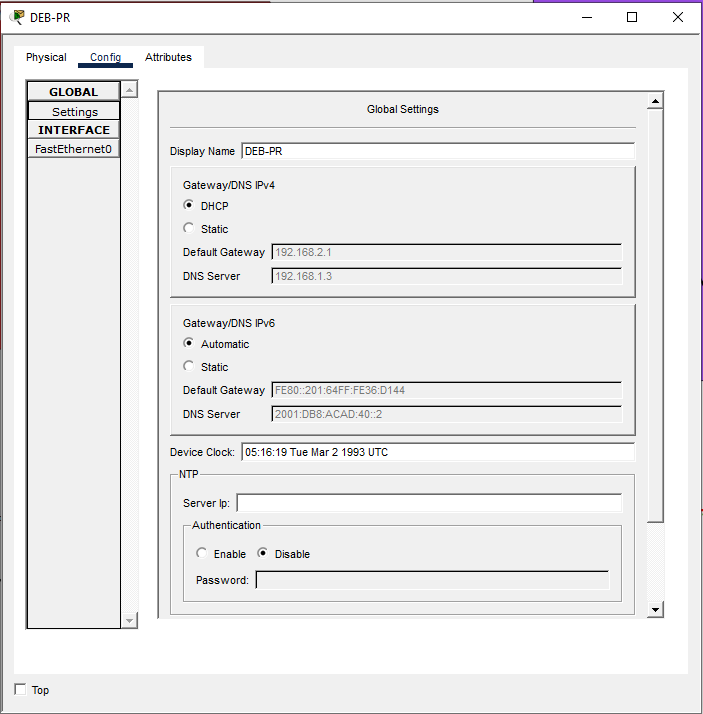 DEB-PR
Physical Config Attributes
GLOBAL
Settings
INTERFACE
FastEthernet0
Global Settings
Display Name DEB-PR
Gateway/DNS IPv4
DHCP
Static
Default Gateway 192.168.2.1
DNS Server 192.168.1.3
Gateway/DNS IPv6
Automatic
Static
Default Gateway FE80::201:64FF:FE36:D144
DNS Server 2001:DB8:ACAD:40::2
Device Clock: 05:16:19 Tue Mar 2 1993 UTC
NTP
Server Ip:
Authentication
Enable Disable
Password:
Top